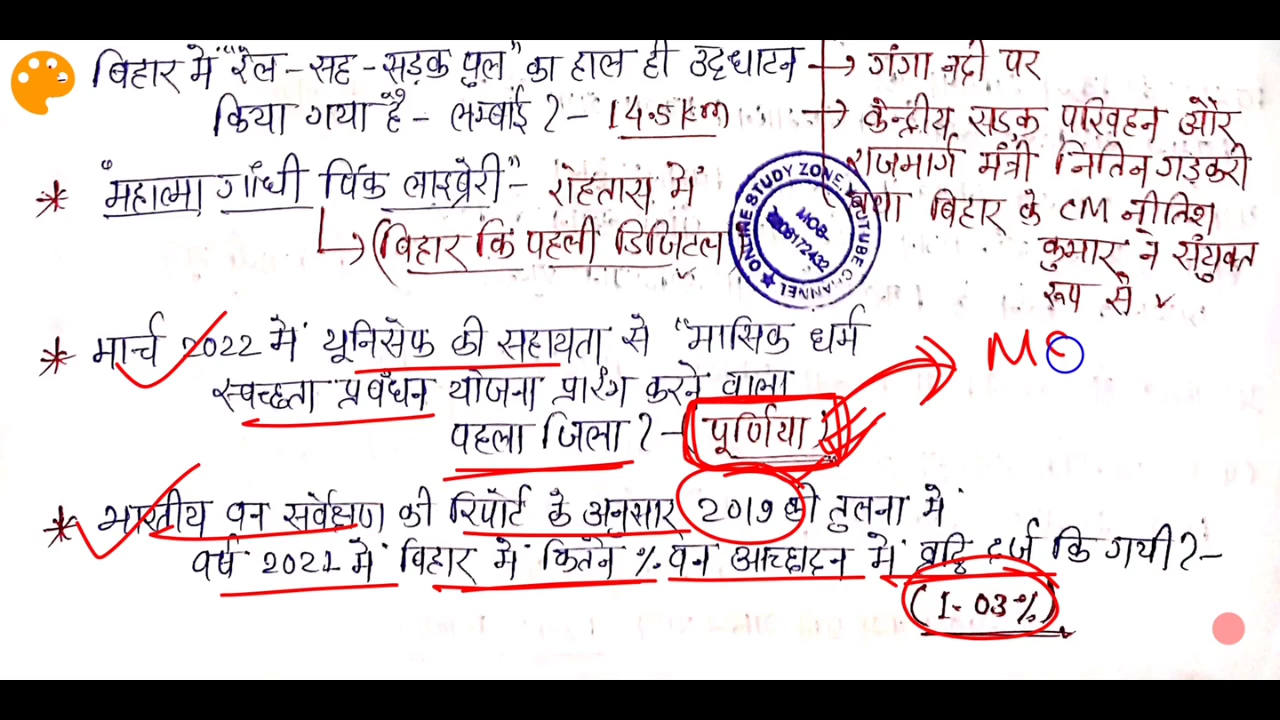 बिहार में "रेल-सह-सड़क पुल" का हाल ही उद्घाटन → गंगा नदी पर
किया गया है - लम्बाई ?- 14.5 km
→ केन्द्रीय सड़क परिवहन और
राजमार्ग मंत्री नितिन गडकरी
तथा बिहार के CM नीतिश
कुमार ने संयुक्त
रूप से
* "महात्मा गांधी पब्लिक लाइब्रेरी"- रोहतास में
↳ (बिहार कि पहली डिजिटल
ONLINE STUDY ZONE YOUTUBE CHANNEL
MOB-
* मार्च 2022 में यूनिसेफ की सहायता से "मासिक धर्म
स्वच्छता प्रबंधन योजना प्रारंभ करने वाला
पहला जिला ?- पूर्णिया
* भारतीय वन सर्वेक्षण की रिपोर्ट के अनुसार 2019 की तुलना में
वर्ष 2021 में बिहार में कितने % वन आच्छादन में वृद्धि दर्ज कि गयी ?-
(1.03%)